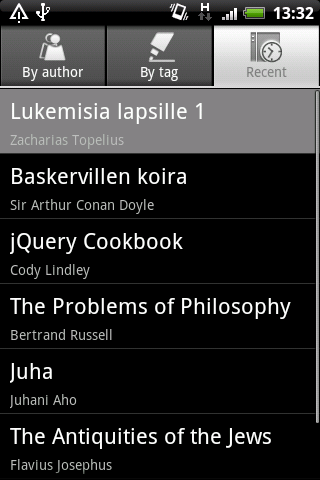 H
13:32
By author
By tag
Recent
Lukemisia lapsille 1
Zacharias Topelius
Baskervillen koira
Sir Arthur Conan Doyle
jQuery Cookbook
Cody Lindley
The Problems of Philosophy
Bertrand Russell
Juha
Juhani Aho
The Antiquities of the Jews
Flavius Josephus